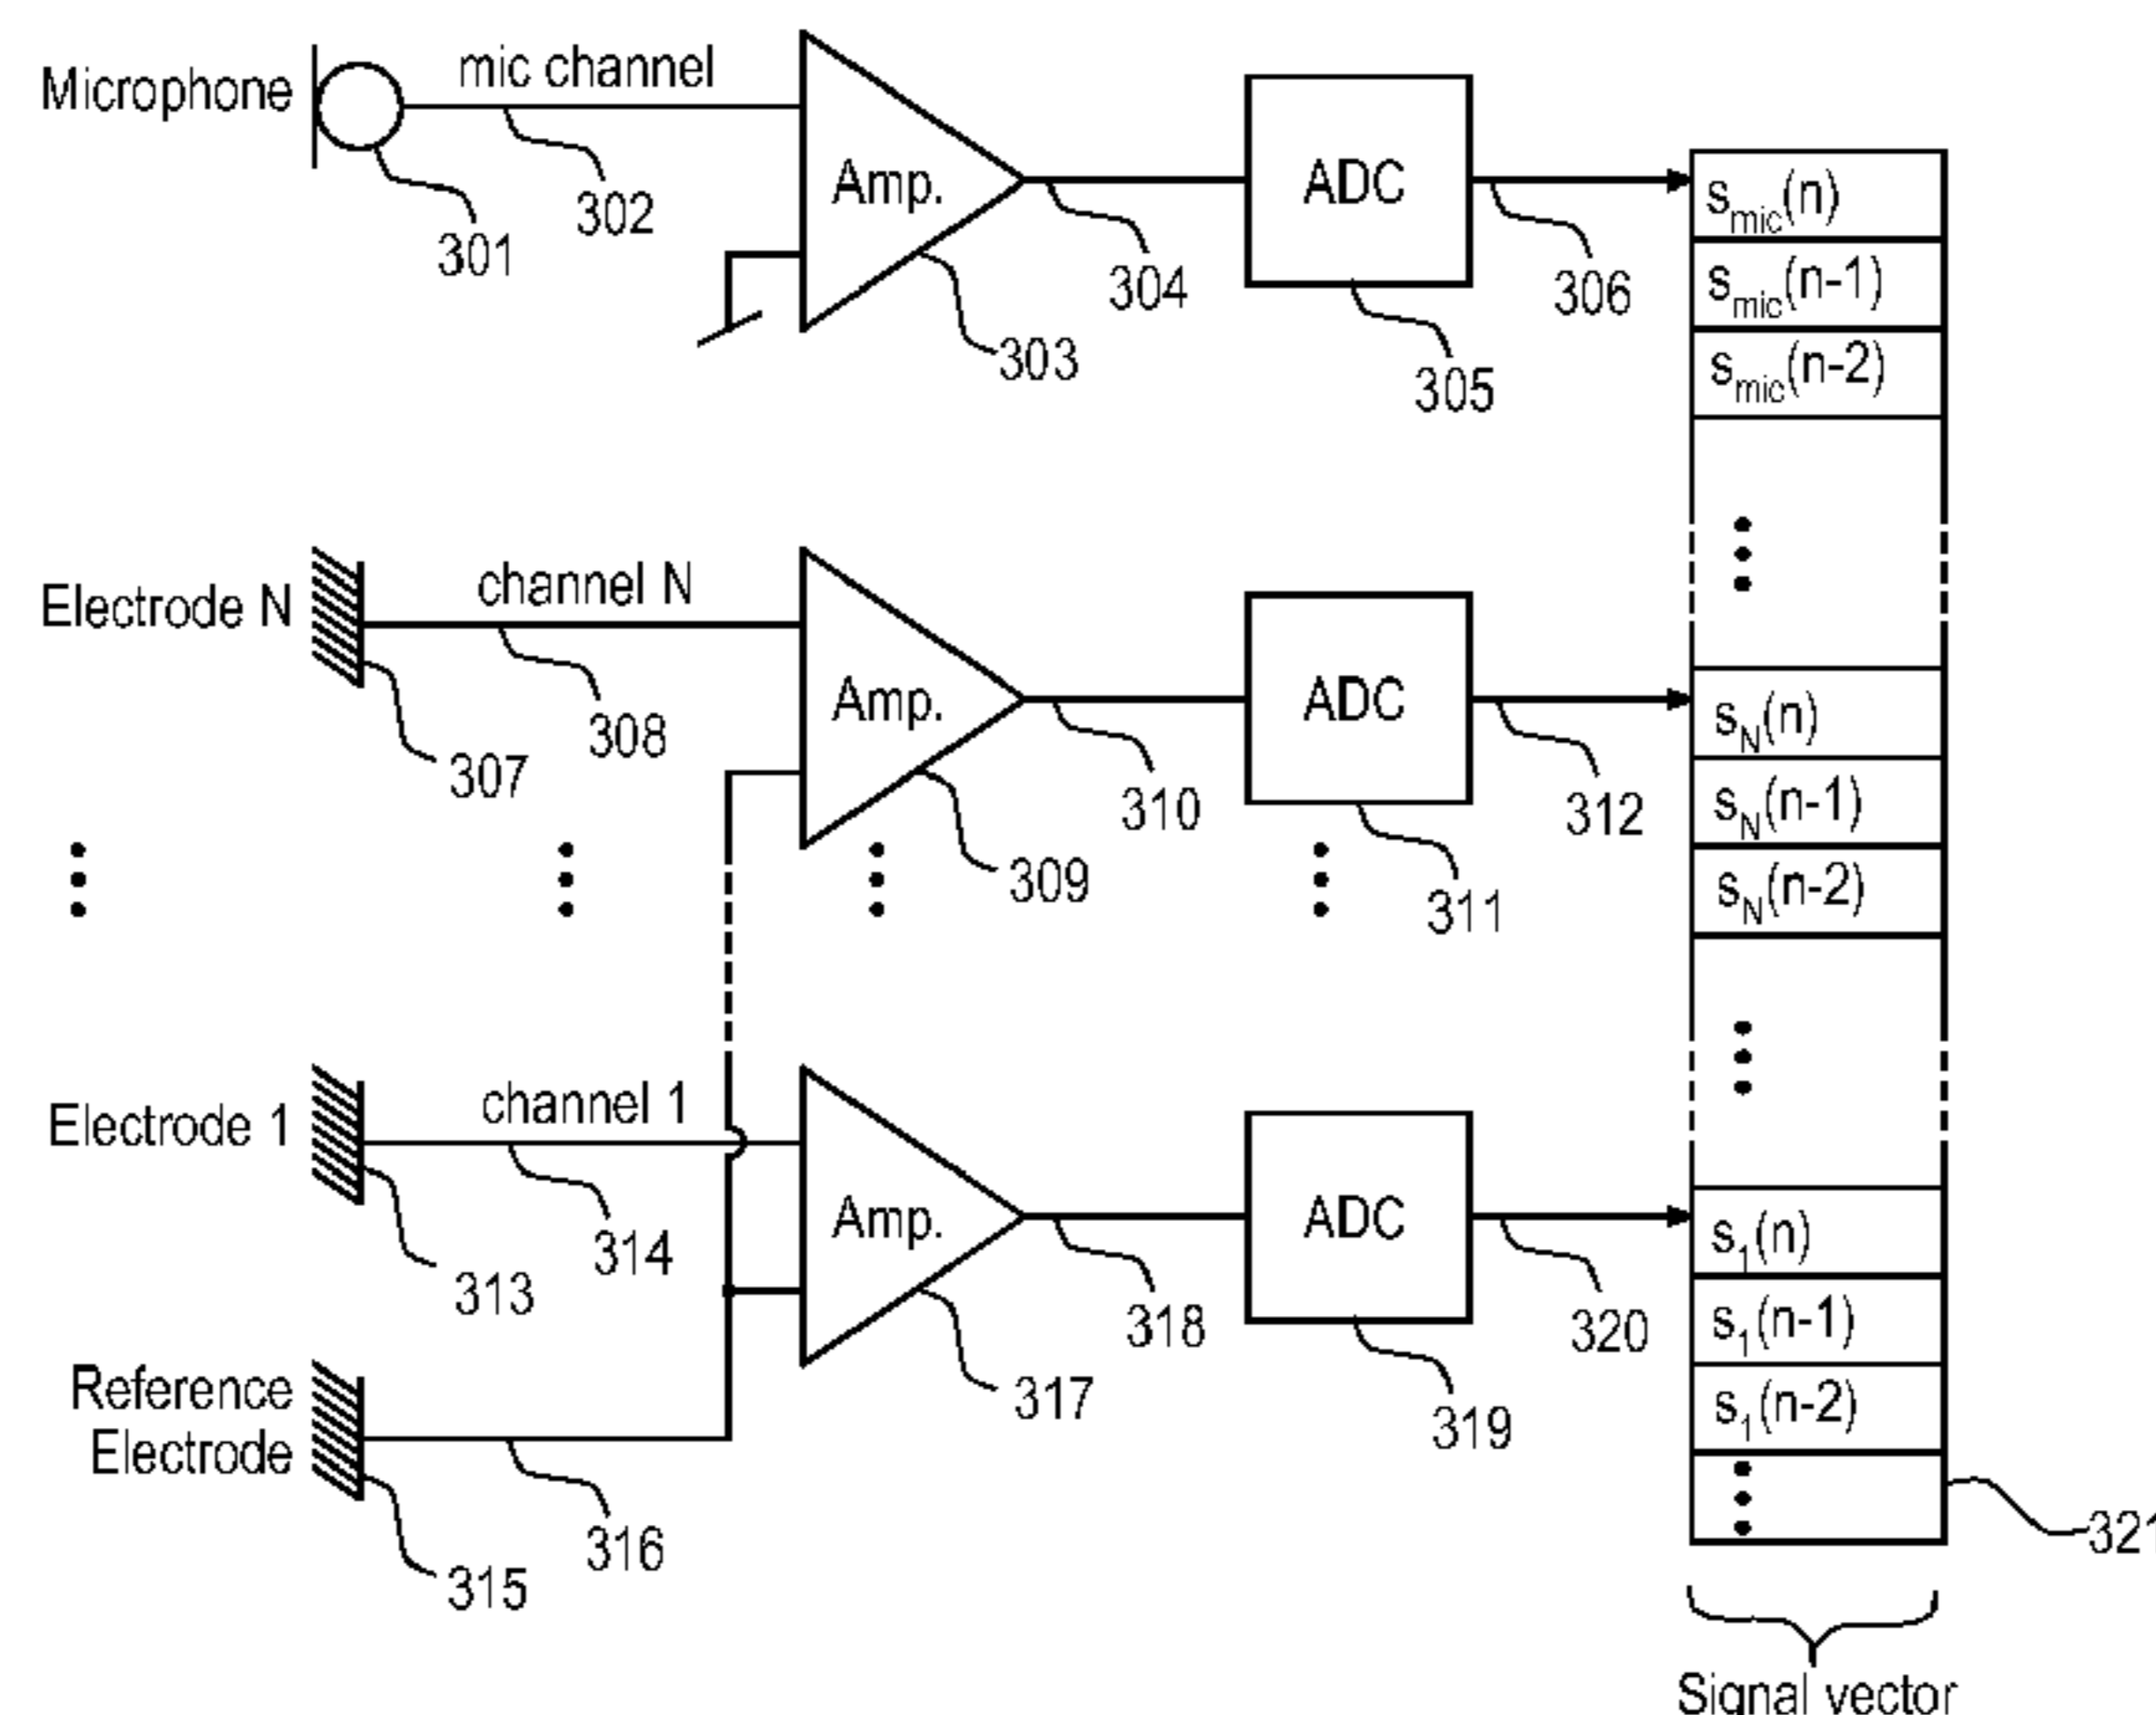 Microphone
mic channel
Amp.
ADC
301
302
303
304
305
306
s_mic(n)
s_mic(n-1)
s_mic(n-2)
Electrode N
channel N
Amp.
ADC
307
308
309
310
311
312
s_N(n)
s_N(n-1)
s_N(n-2)
Electrode 1
channel 1
Amp.
ADC
313
314
317
318
319
320
s_1(n)
s_1(n-1)
s_1(n-2)
Reference
Electrode
315
316
321
Signal vector